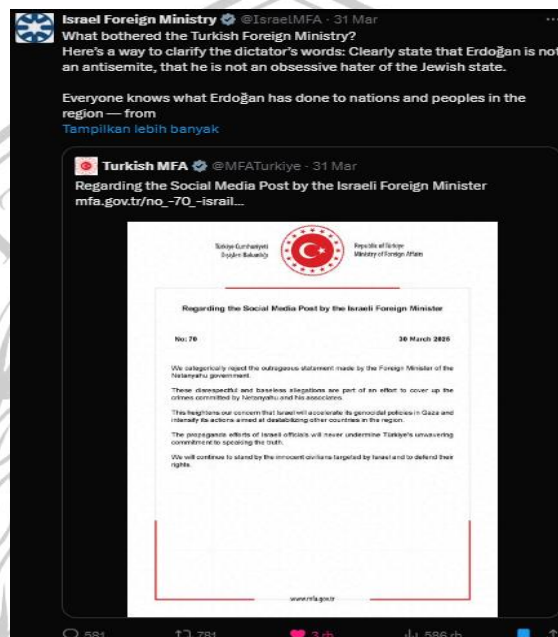 Israel Foreign Ministry @IsraelMFA · 31 Mar
What bothered the Turkish Foreign Ministry?
Here's a way to clarify the dictator's words: Clearly state that Erdoğan is not
an antisemite, that he is not an obsessive hater of the Jewish state.
Everyone knows what Erdoğan has done to nations and peoples in the
region — from
Tampilkan lebih banyak
Turkish MFA @MFATurkiye · 31 Mar
Regarding the Social Media Post by the Israeli Foreign Minister
mfa.gov.tr/no_-70_-israil...
Türkiye Cumhuriyeti
Dışişleri Bakanlığı
Republic of Türkiye
Ministry of Foreign Affairs
Regarding the Social Media Post by the Israeli Foreign Minister
No: 70
30 March 2025
We categorically reject the outrageous statement made by the Foreign Minister of the
Netanyahu government.
These disrespectful and baseless allegations are part of an effort to cover up the
crimes committed by Netanyahu and his associates.
This heightens our concern that Israel will accelerate its genocidal policies in Gaza and
intensify its actions aimed at destabilizing other countries in the region.
The propaganda efforts of Israeli officials will never undermine Türkiye's unwavering
commitment to speaking the truth.
We will continue to stand by the innocent civilians targeted by Israel and to defend their
rights.
www.mfa.gov.tr
581
781
3 rb
586 rb